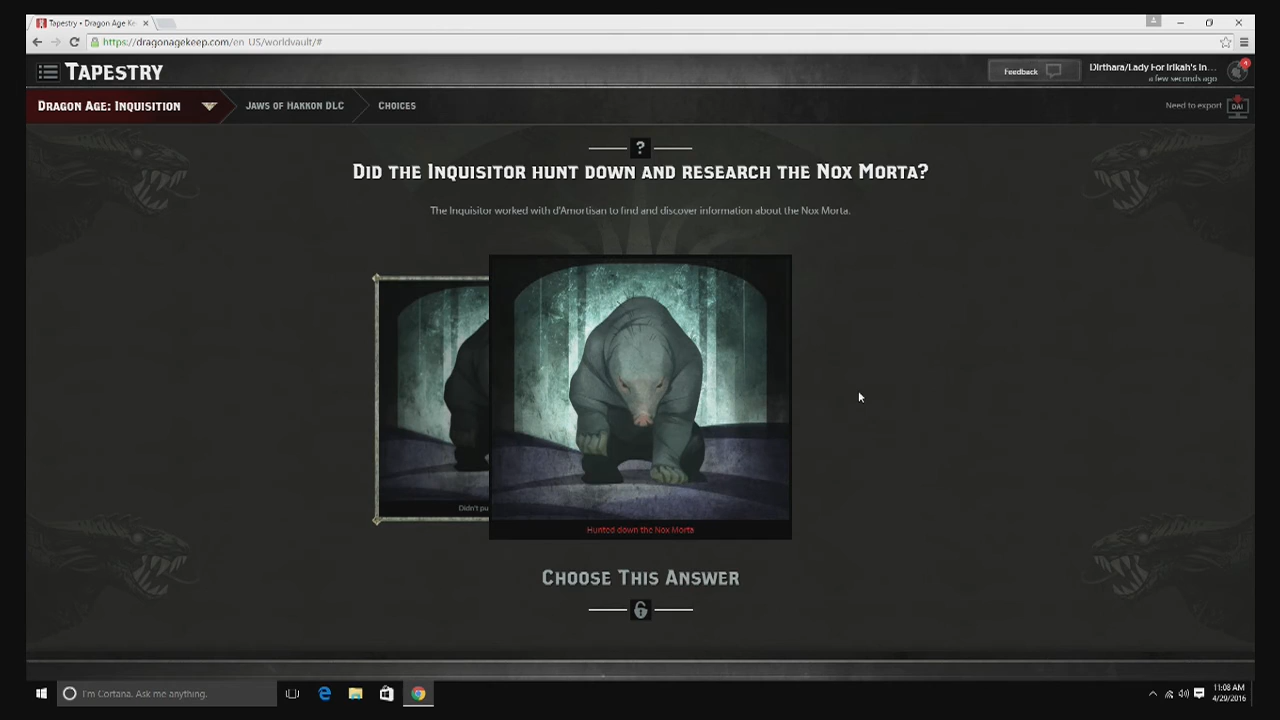 Tapestry • Dragon Age Ke
https://dragonagekeep.com/en_US/worldvault/#
TAPESTRY
Feedback
Dirthara/Lady For Irikah's In...
a few seconds ago
4
DRAGON AGE: INQUISITION
JAWS OF HAKKON DLC
CHOICES
Need to export
DAI
?
DID THE INQUISITOR HUNT DOWN AND RESEARCH THE NOX MORTA?
The Inquisitor worked with d'Amortisan to find and discover information about the Nox Morta.
Didn't pu
Hunted down the Nox Morta
CHOOSE THIS ANSWER
I'm Cortana. Ask me anything.
11:08 AM
4/29/2016